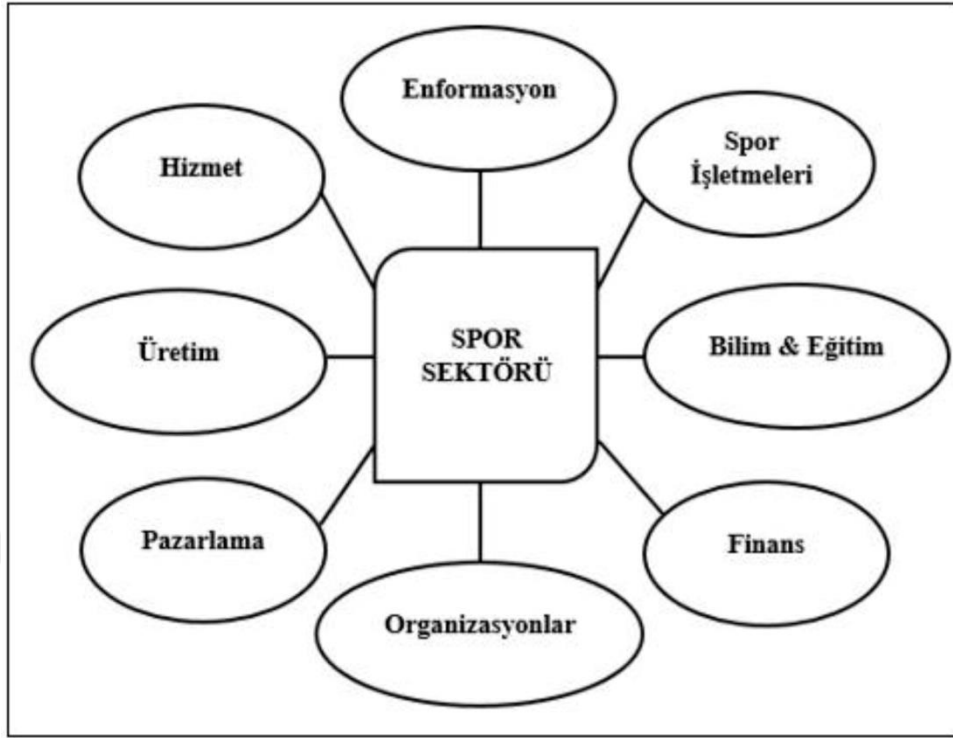 Enformasyon
Hizmet
Spor
İşletmeleri
Üretim
SPOR
SEKTÖRÜ
Bilim & Eğitim
Pazarlama
Finans
Organizasyonlar